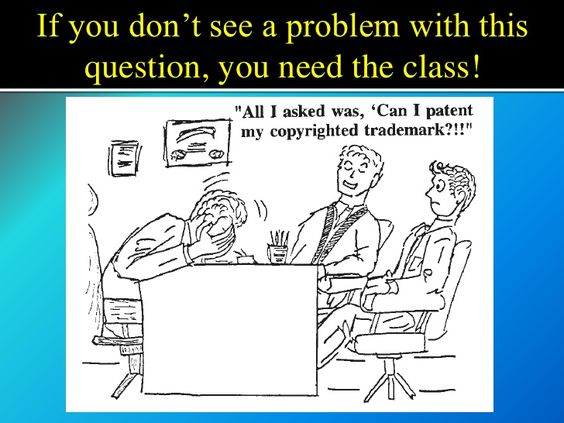 If you don’t see a problem with this
question, you need the class!
"All I asked was, ‘Can I patent
my copyrighted trademark?!!"